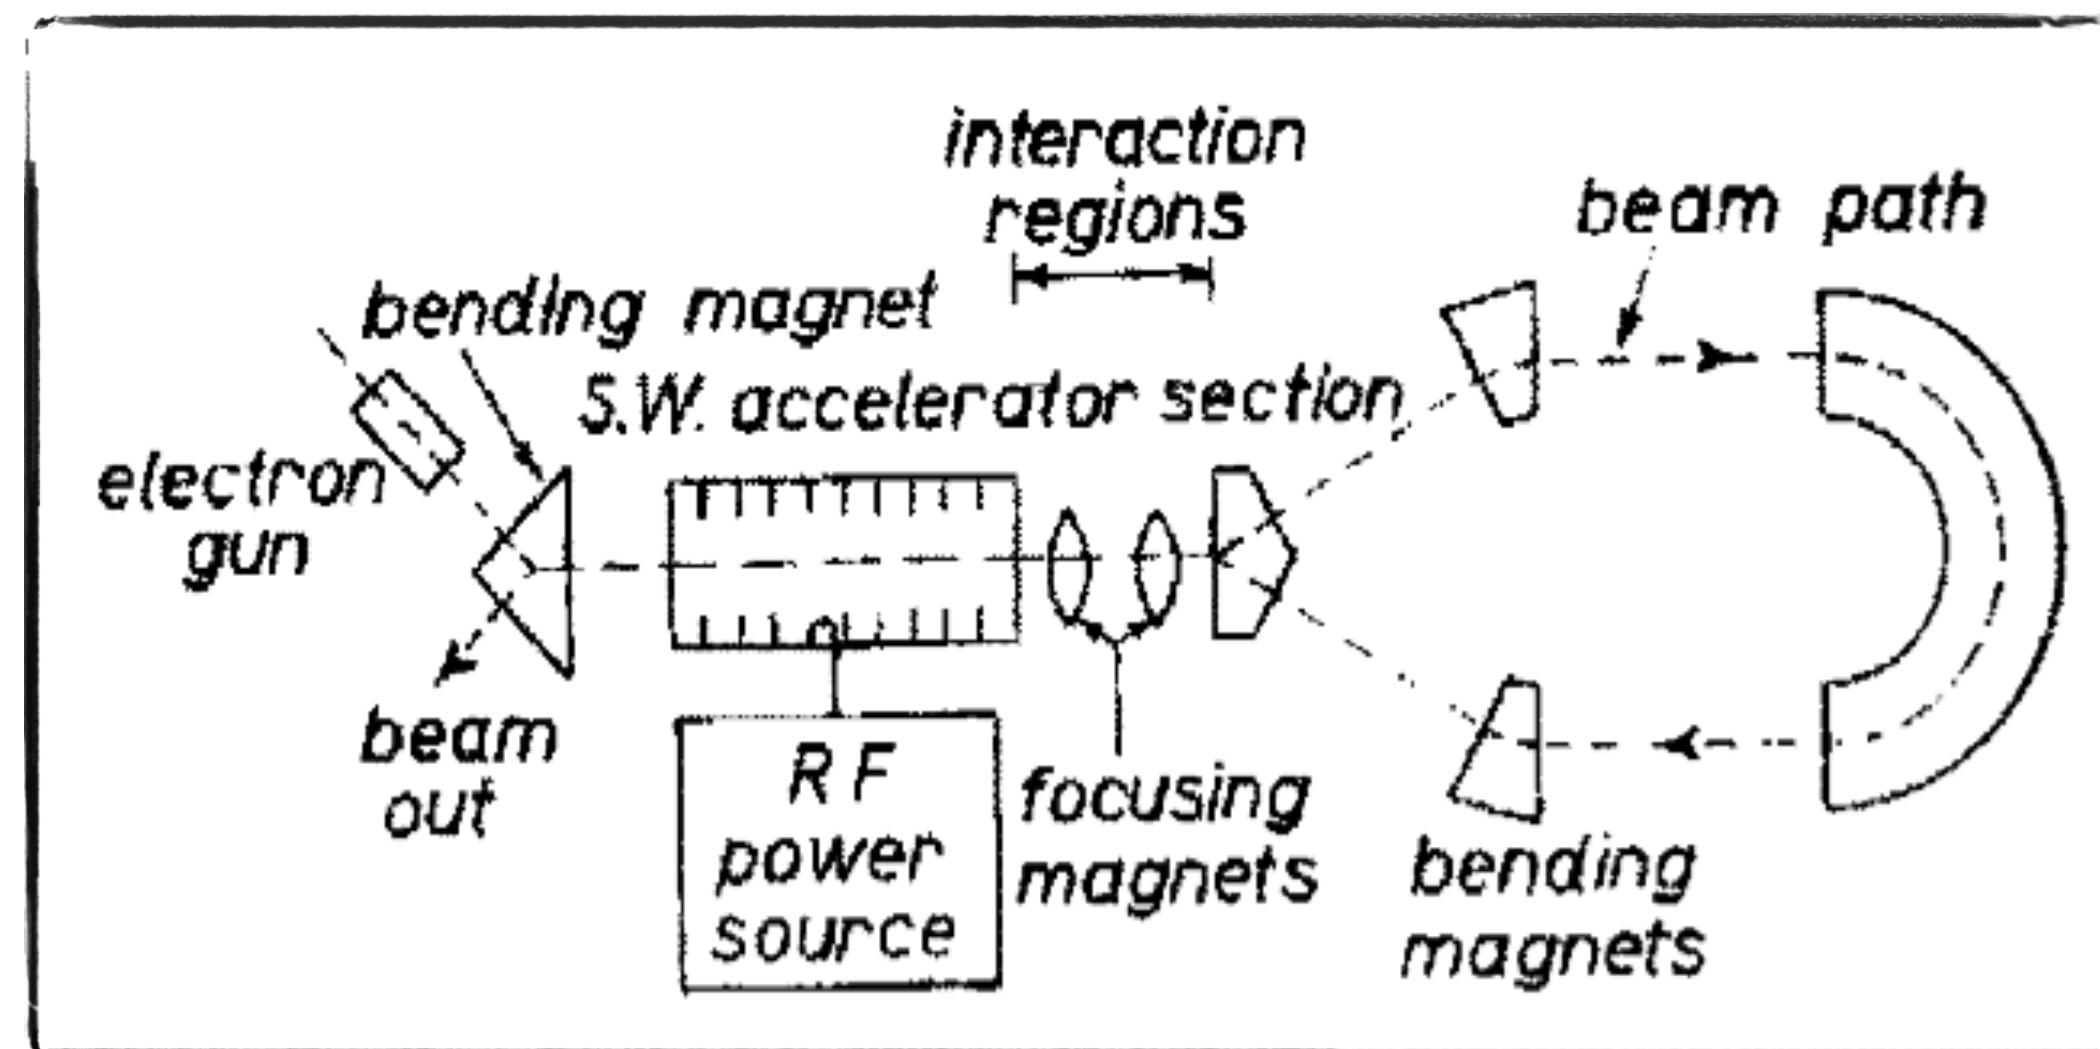 interaction
regions
beam path
bending magnet
S.W. accelerator section
electron
gun
beam
out
RF
power
source
focusing
magnets
bending
magnets